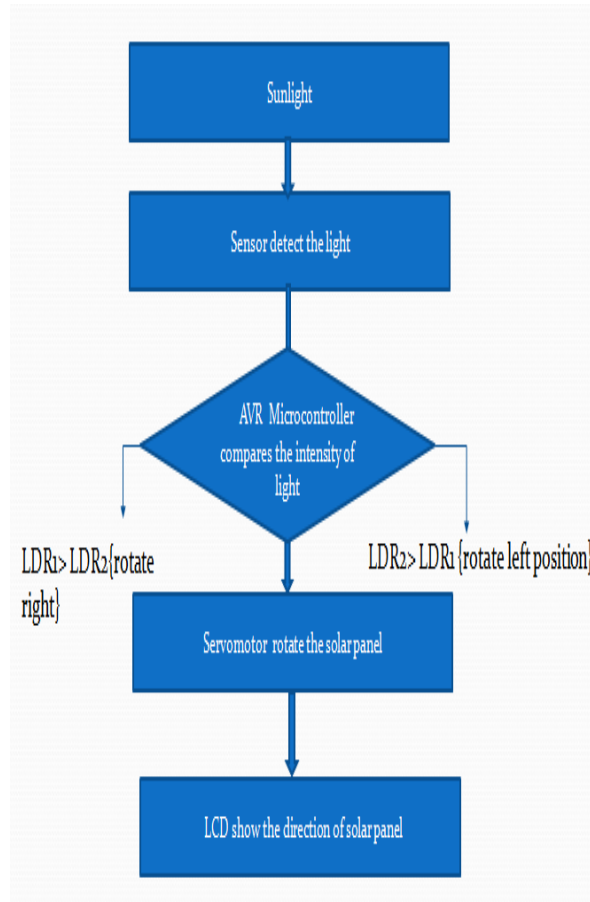 Sunlight
Sensor detect the light
AVR Microcontroller
compares the intensity of
light
LDR1> LDR2{rotate
right}
LDR2> LDR1 {rotate left position}
Servomotor rotate the solar panel
LCD show the direction of solar panel